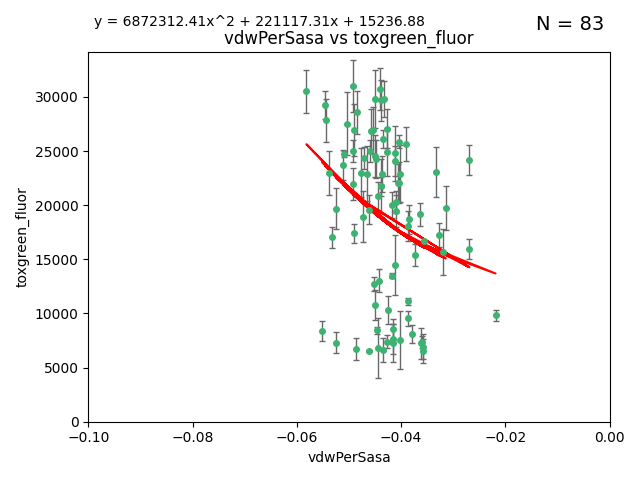 y = 6872312.41x^2 + 221117.31x + 15236.88
N = 83
vdwPerSasa vs toxgreen_fluor
toxgreen_fluor
30000
25000
20000
15000
10000
5000
0
−0.10
−0.08
−0.06
−0.04
−0.02
0.00
vdwPerSasa